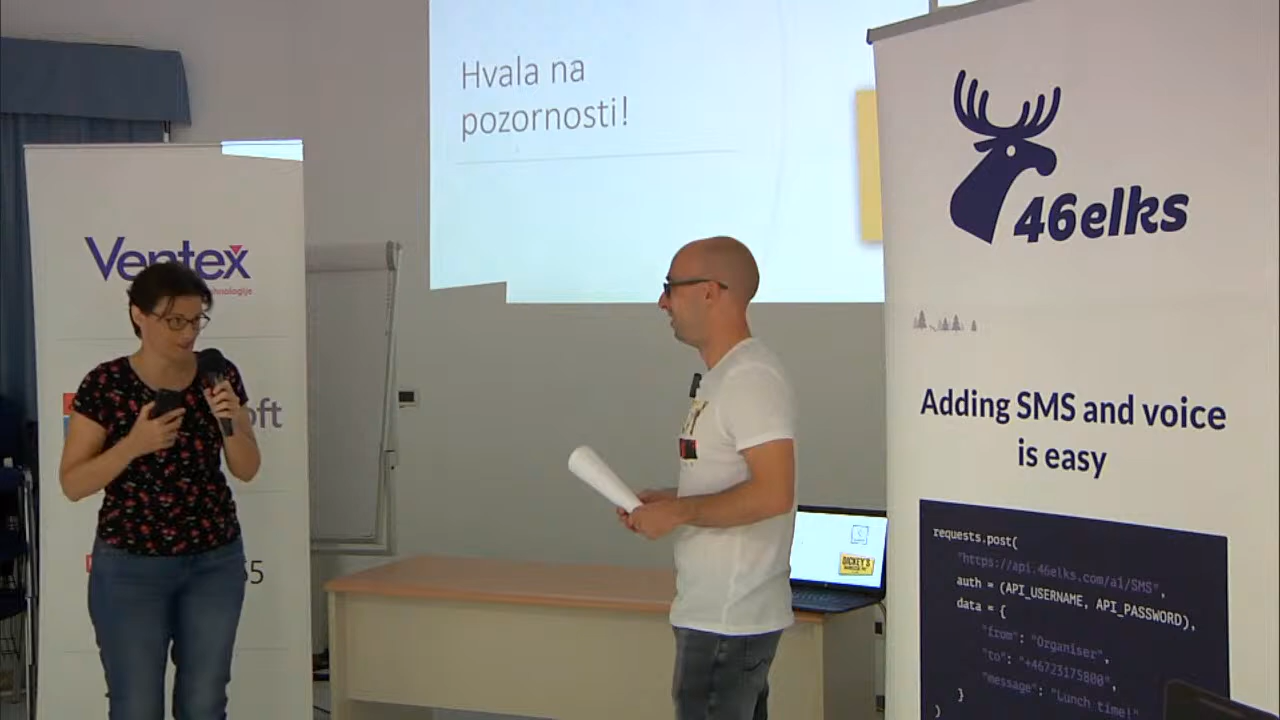 Hvala na
pozornosti!
Ventex
46elks
Adding SMS and voice
is easy
requests.post(
"https://api.46elks.com/a1/SMS",
auth = (API_USERNAME, API_PASSWORD),
data = {
"from": "Organiser",
"to": "+46723175800",
"message": "Lunch time!"
}
)
DICKEY'S